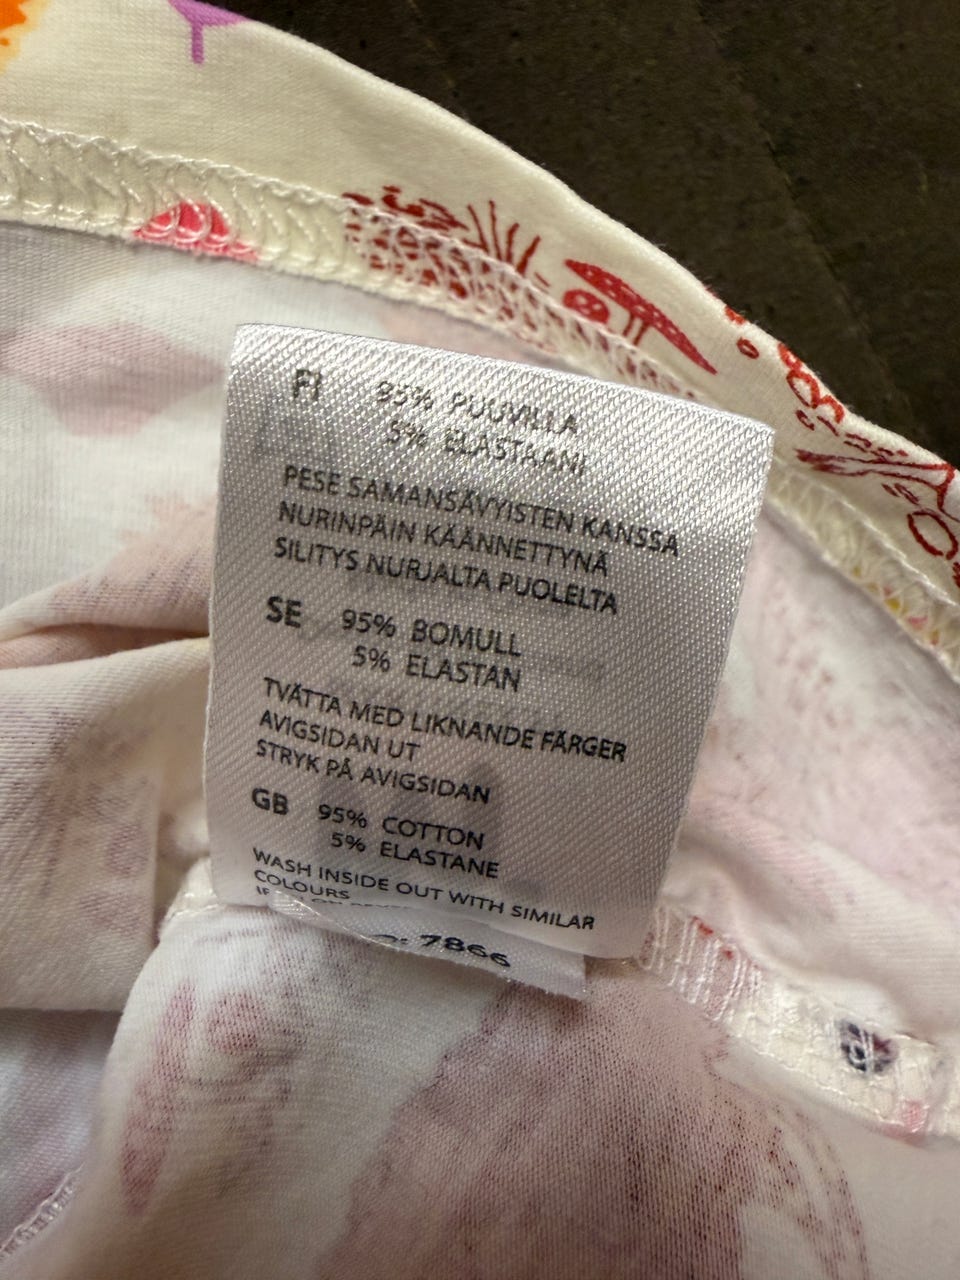 FI 95% PUUVILLA
5% ELASTAANI
PESE SAMANSÄVYISTEN KANSSA
NURINPÄIN KÄÄNNETTYNÄ
SILITYS NURJALTA PUOLELTA
SE 95% BOMULL
5% ELASTAN
TVÄTTA MED LIKNANDE FÄRGER
AVIGSIDAN UT
STRYK PÅ AVIGSIDAN
GB 95% COTTON
5% ELASTANE
WASH INSIDE OUT WITH SIMILAR
COLOURS
7866